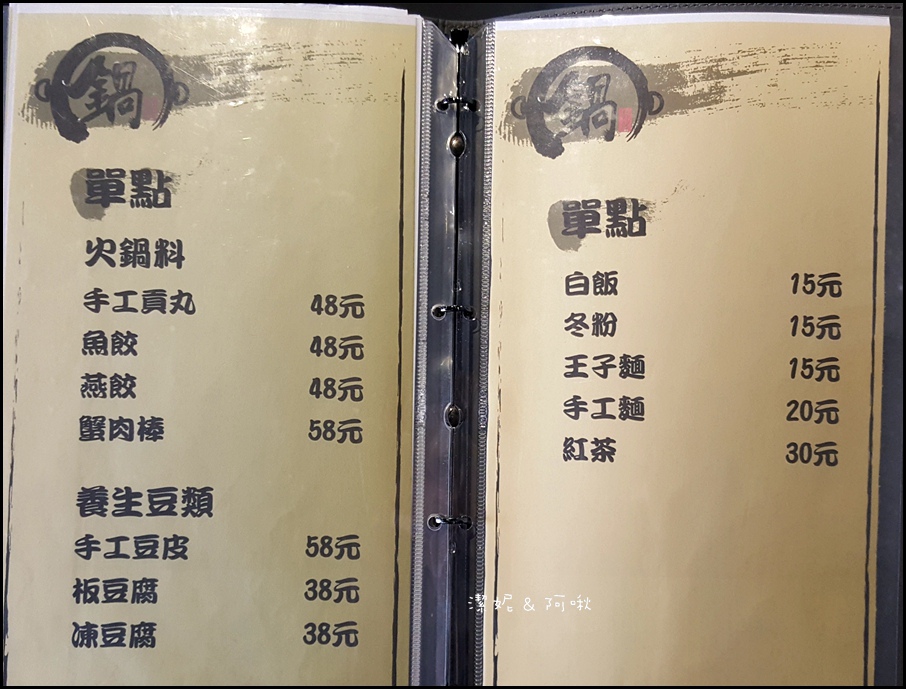 鍋
單點
火鍋料
手工貢丸 48元
魚餃 48元
燕餃 48元
蟹肉棒 58元
養生豆類
手工豆皮 58元
板豆腐 38元
凍豆腐 38元
鍋
單點
白飯 15元
冬粉 15元
王子麵 15元
手工麵 20元
紅茶 30元
潔妮 & 阿啾